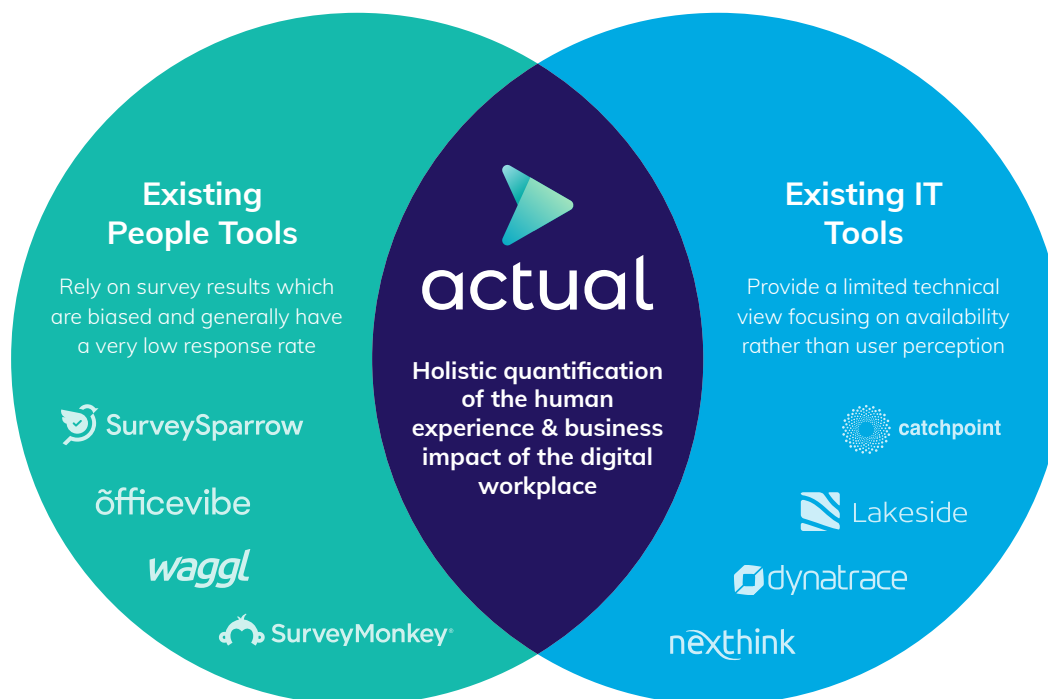 Existing
People Tools
Rely on survey results which
are biased and generally have
a very low response rate
SurveySparrow
õfficevibe
waggl
SurveyMonkey®
actual
Holistic quantification
of the human
experience & business
impact of the digital
workplace
Existing IT
Tools
Provide a limited technical
view focusing on availability
rather than user perception
catchpoint
Lakeside
dynatrace
nexthink